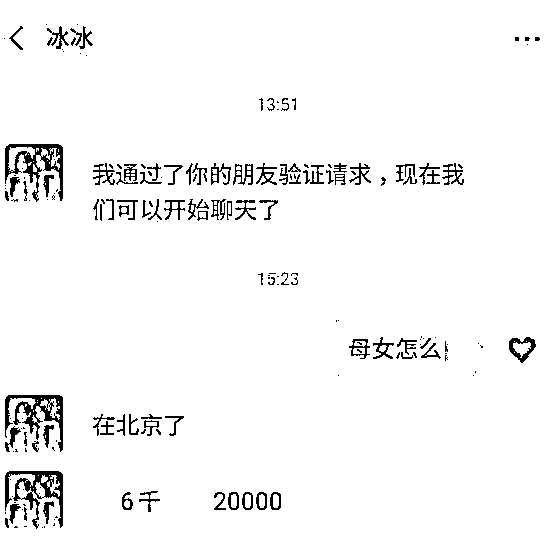 冰冰
13:51
我通过了你的朋友验证请求，现在我
们可以开始聊天了
15:23
母女怎么
在北京了
6千 20000